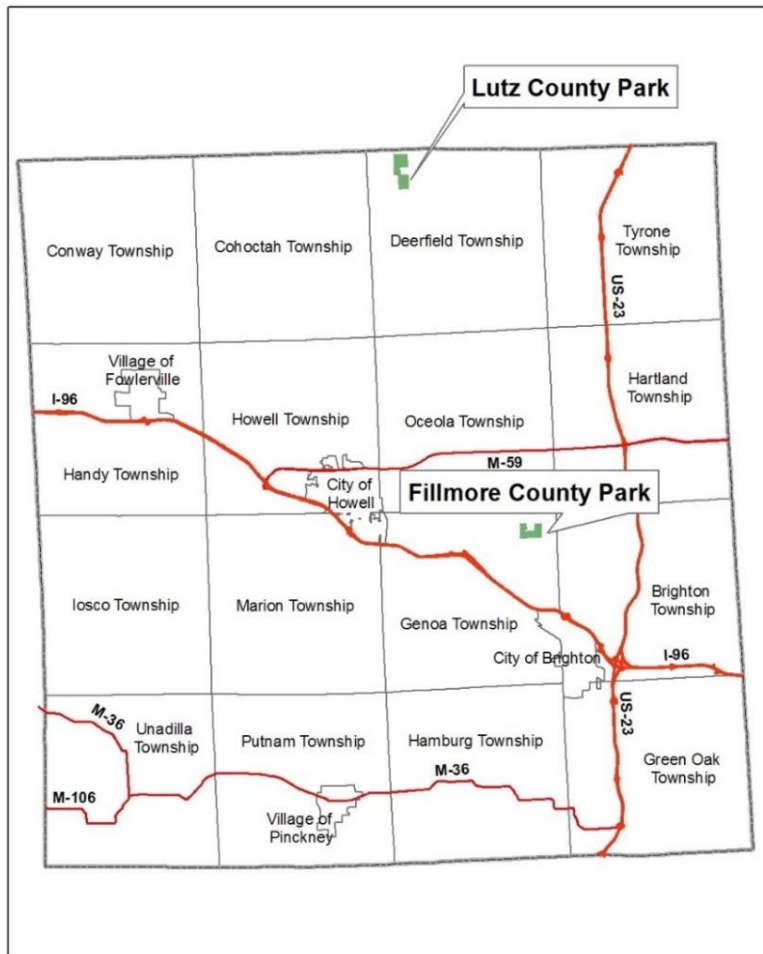 Lutz County Park
Conway Township
Cohoctah Township
Deerfield Township
Tyrone
Township
US-23
Village of
Fowlerville
I-96
Howell Township
Oceola Township
Hartland
Township
Handy Township
M-59
City of
Howell
Fillmore County Park
Iosco Township
Marion Township
Genoa Township
Brighton
Township
City of Brighton
I-96
US-23
M-36
Unadilla
Township
Putnam Township
Hamburg Township
Green Oak
Township
M-106
M-36
Village of
Pinckney